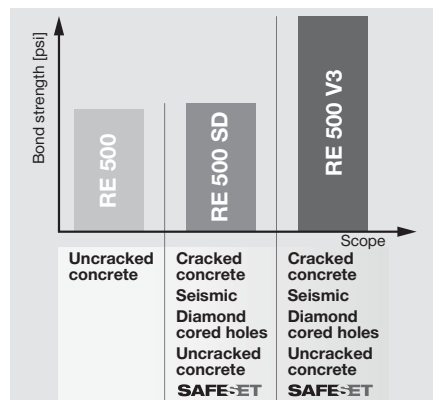 Bond strength [psi]
RE 500
RE 500 SD
RE 500 V3
Scope
Uncracked
concrete
Cracked
concrete
Seismic
Diamond
cored holes
Uncracked
concrete
SAFESET
Cracked
concrete
Seismic
Diamond
cored holes
Uncracked
concrete
SAFESET